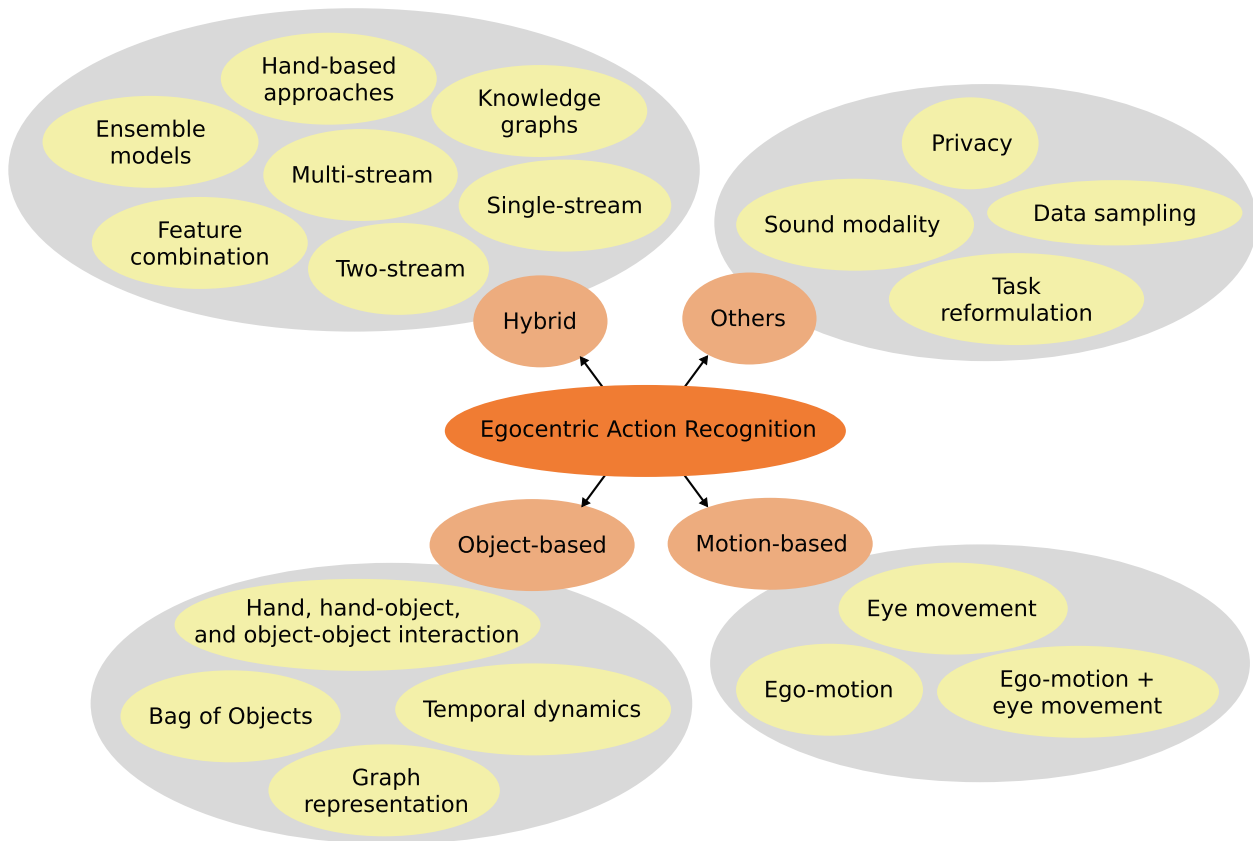 Hand-based
approaches
Knowledge
graphs
Ensemble
models
Multi-stream
Single-stream
Feature
combination
Two-stream
Hybrid
Privacy
Sound modality
Data sampling
Task
reformulation
Others
Egocentric Action Recognition
Object-based
Hand, hand-object,
and object-object interaction
Bag of Objects
Temporal dynamics
Graph
representation
Motion-based
Eye movement
Ego-motion
Ego-motion +
eye movement